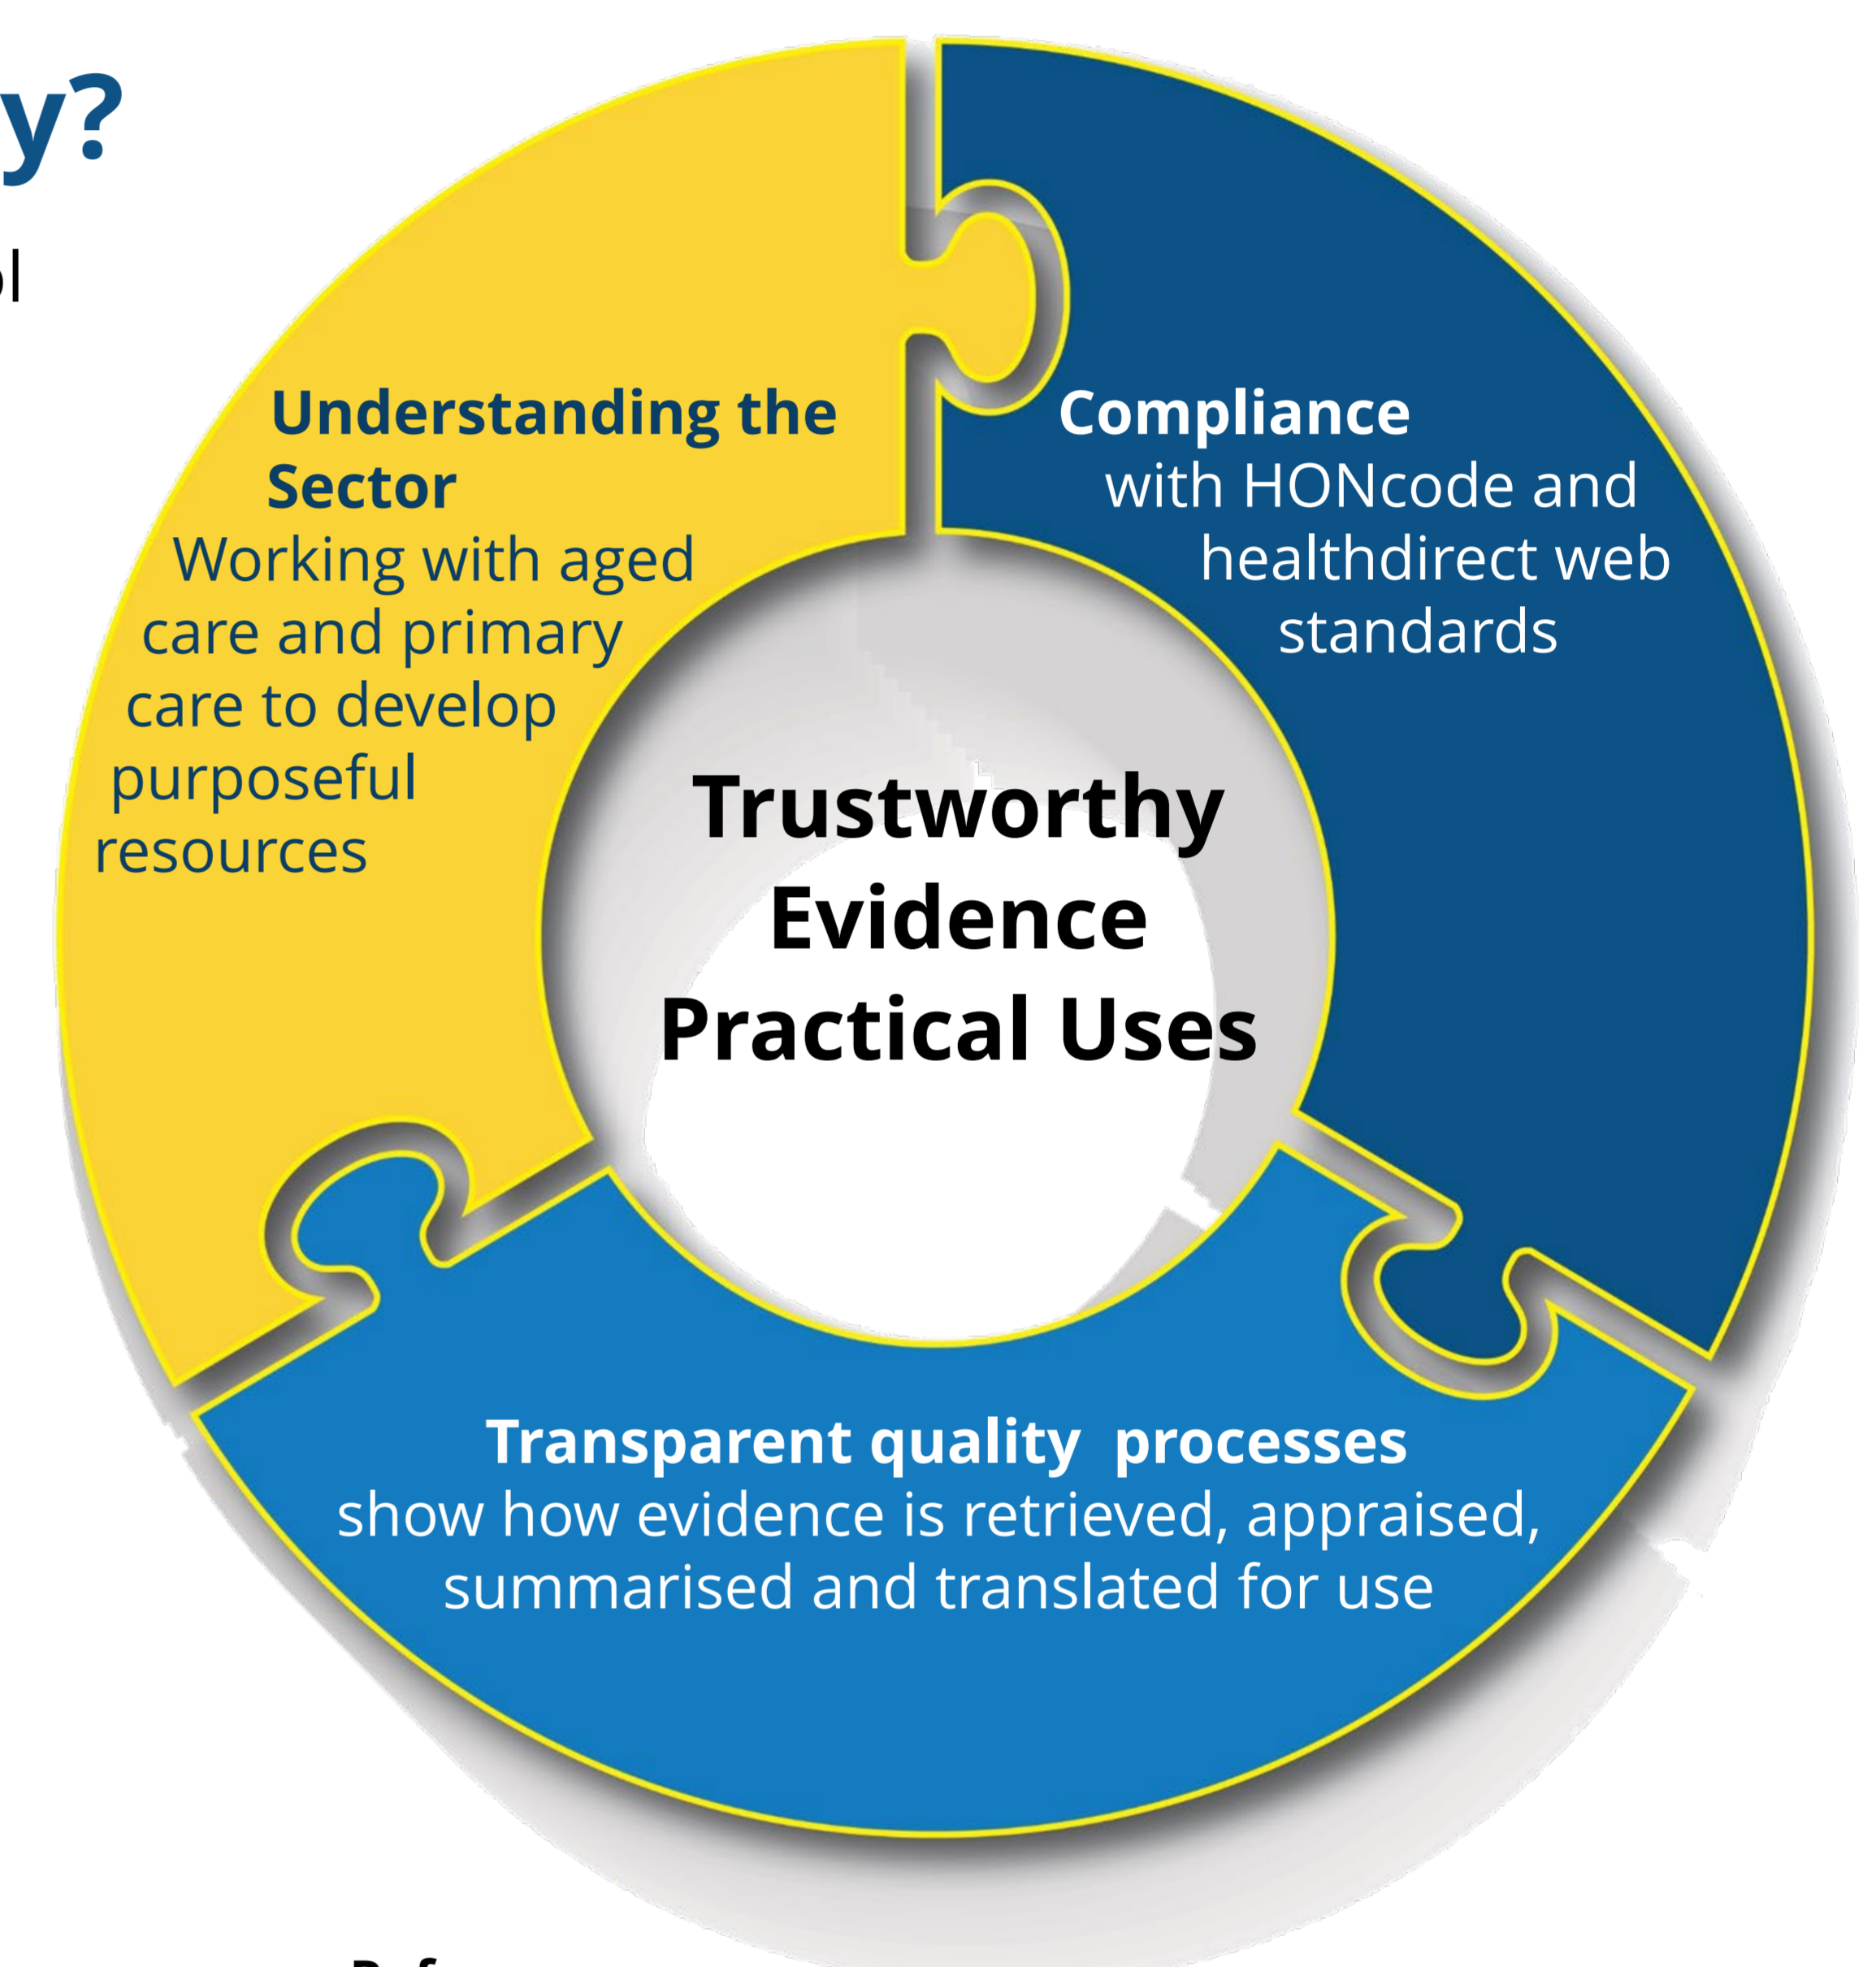 y?
ol
Understanding the
Sector
Working with aged
care and primary
care to develop
purposeful
resources
Compliance
with HONcode and
healthdirect web
standards
Trustworthy
Evidence
Practical Uses
Transparent quality  processes
show how evidence is retrieved, appraised,
summarised and translated for use